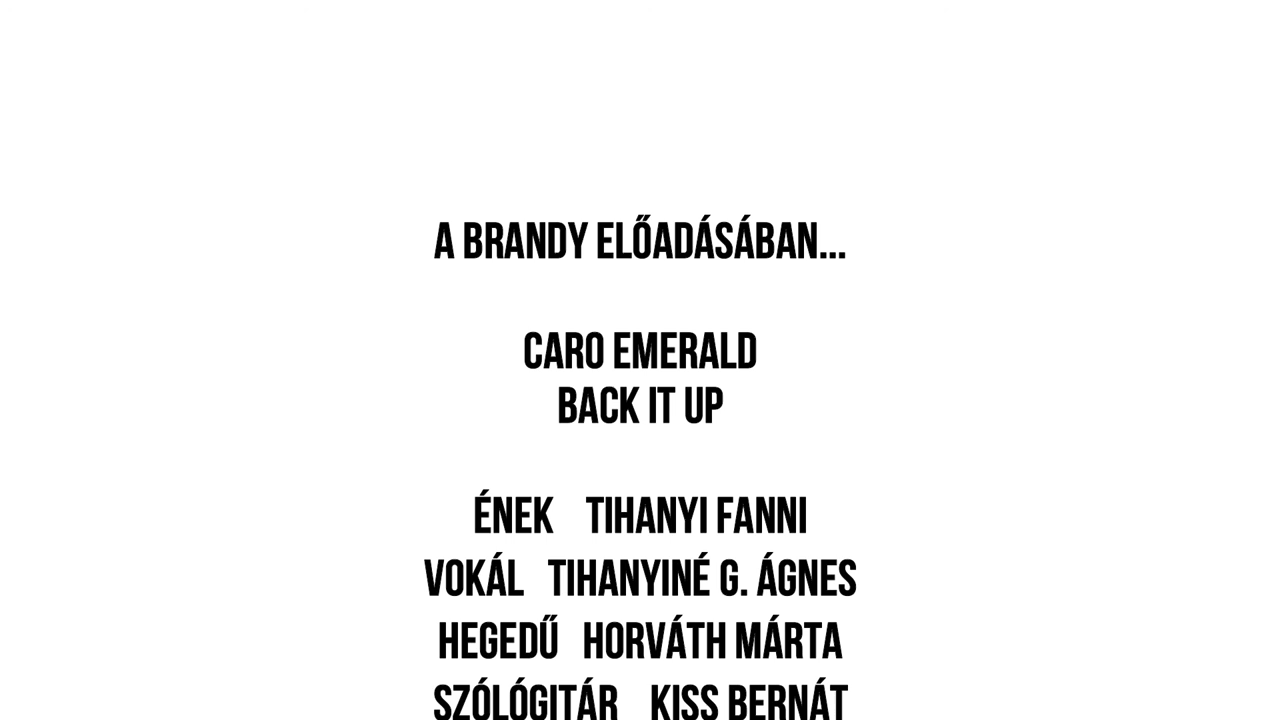 A BRANDY ELŐADÁSÁBAN...
CARO EMERALD
BACK IT UP
ÉNEK TIHANYI FANNI
VOKÁL TIHANYINÉ G. ÁGNES
HEGEDŰ HORVÁTH MÁRTA
SZÓLÓGITÁR KISS BERNÁT